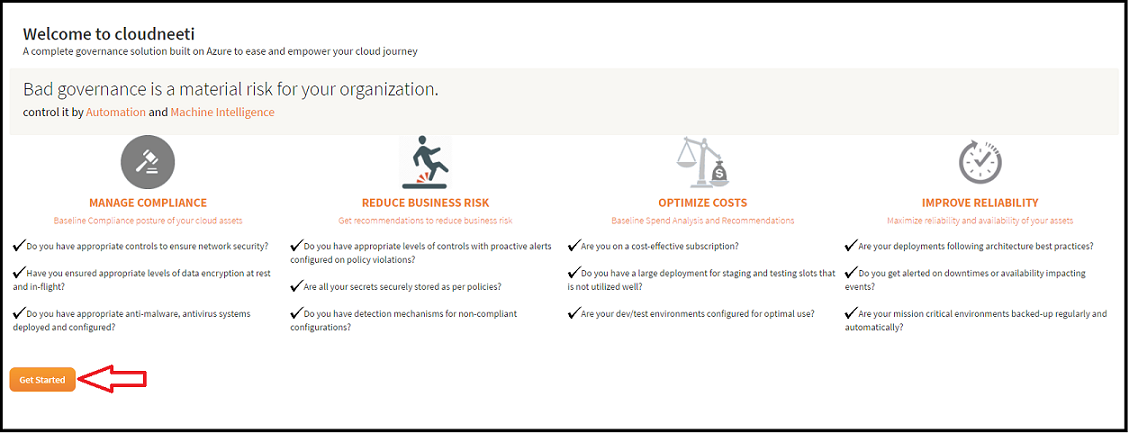 Welcome to cloudneeti
A complete governance solution built on Azure to ease and empower your cloud journey
Bad governance is a material risk for your organization.
control it by Automation and Machine Intelligence
MANAGE COMPLIANCE
Baseline Compliance posture of your cloud assets
Do you have appropriate controls to ensure network security?
Have you ensured appropriate levels of data encryption at rest
and in-flight?
Do you have appropriate anti-malware, antivirus systems
deployed and configured?
REDUCE BUSINESS RISK
Get recommendations to reduce business risk
Do you have appropriate levels of controls with proactive alerts
configured on policy violations?
Are all your secrets securely stored as per policies?
Do you have detection mechanisms for non-compliant
configurations?
$
OPTIMIZE COSTS
Baseline Spend Analysis and Recommendations
Are you on a cost-effective subscription?
Do you have a large deployment for staging and testing slots that
is not utilized well?
Are your dev/test environments configured for optimal use?
IMPROVE RELIABILITY
Maximize reliability and availability of your assets
Are your deployments following architecture best practices?
Do you get alerted on downtimes or availability impacting
events?
Are your mission critical environments backed-up regularly and
automatically?
Get Started